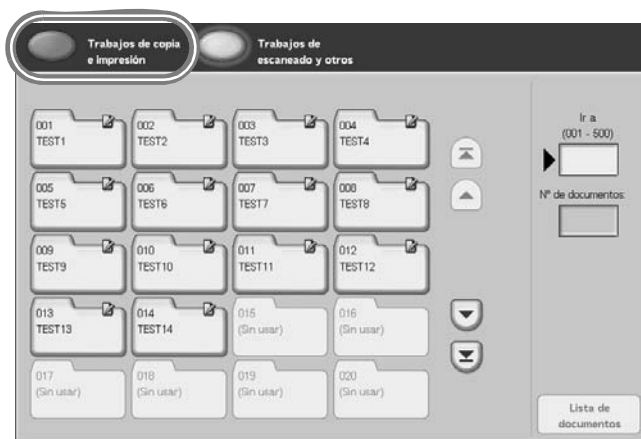 Trabajos de copia
e impresión
Trabajos de
escaneado y otros
001
TEST1
002
TEST2
003
TEST3
004
TEST4
005
TEST5
006
TEST6
007
TEST7
008
TEST8
009
TEST9
010
TEST10
011
TEST11
012
TEST12
013
TEST13
014
TEST14
015
(Sin usar)
016
(Sin usar)
017
(Sin usar)
018
(Sin usar)
019
(Sin usar)
020
(Sin usar)
Ir a
(001 - 500)
Nº de documentos:
Lista de
documentos